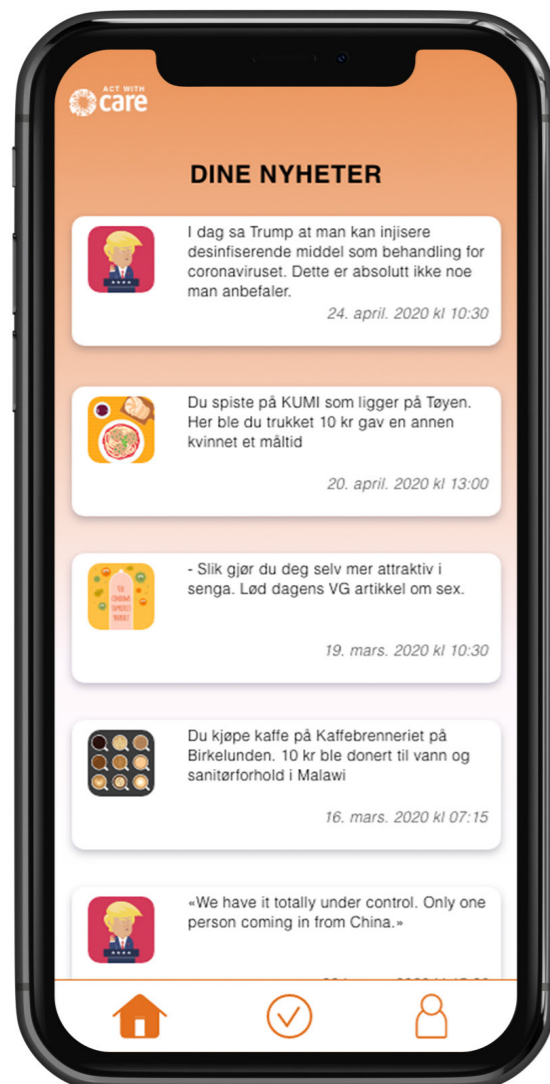 ACT WITH
care
DINE NYHETER
I dag sa Trump at man kan injisere
desinfiserende middel som behandling for
coronaviruset. Dette er absolutt ikke noe
man anbefaler.
24. april. 2020 kl 10:30
Du spiste på KUMI som ligger på Tøyen.
Her ble du trukket 10 kr gav en annen
kvinnet et måltid
20. april. 2020 kl 13:00
- Slik gjør du deg selv mer attraktiv i
senga. Lød dagens VG artikkel om sex.
19. mars. 2020 kl 10:30
Du kjøpe kaffe på Kaffebrenneriet på
Birkelunden. 10 kr ble donert til vann og
sanitørforhold i Malawi
16. mars. 2020 kl 07:15
«We have it totally under control. Only one
person coming in from China.»